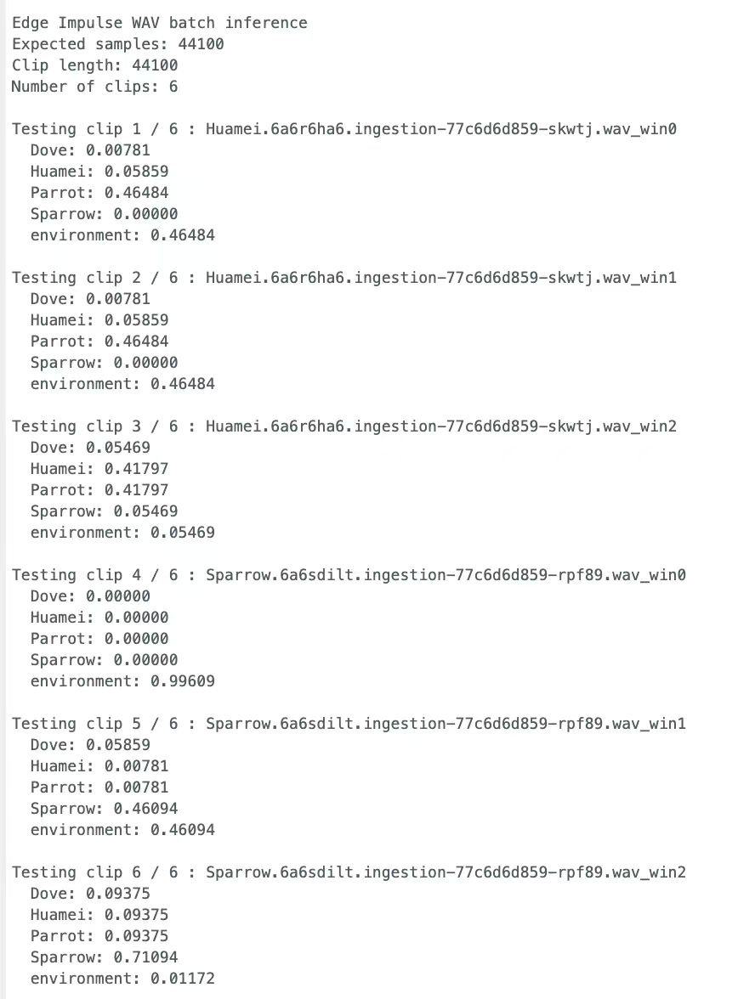 Edge Impulse WAV batch inference
Expected samples: 44100
Clip length: 44100
Number of clips: 6
Testing clip 1 / 6 : Huamei.6a6r6ha6.ingestion-77c6d6d859-skwtj.wav_win0
Dove: 0.00781
Huamei: 0.05859
Parrot: 0.46484
Sparrow: 0.00000
environment: 0.46484
Testing clip 2 / 6 : Huamei.6a6r6ha6.ingestion-77c6d6d859-skwtj.wav_win1
Dove: 0.00781
Huamei: 0.05859
Parrot: 0.46484
Sparrow: 0.00000
environment: 0.46484
Testing clip 3 / 6 : Huamei.6a6r6ha6.ingestion-77c6d6d859-skwtj.wav_win2
Dove: 0.05469
Huamei: 0.41797
Parrot: 0.41797
Sparrow: 0.05469
environment: 0.05469
Testing clip 4 / 6 : Sparrow.6a6sdilt.ingestion-77c6d6d859-rpf89.wav_win0
Dove: 0.00000
Huamei: 0.00000
Parrot: 0.00000
Sparrow: 0.00000
environment: 0.99609
Testing clip 5 / 6 : Sparrow.6a6sdilt.ingestion-77c6d6d859-rpf89.wav_win1
Dove: 0.05859
Huamei: 0.00781
Parrot: 0.00781
Sparrow: 0.46094
environment: 0.46094
Testing clip 6 / 6 : Sparrow.6a6sdilt.ingestion-77c6d6d859-rpf89.wav_win2
Dove: 0.09375
Huamei: 0.09375
Parrot: 0.09375
Sparrow: 0.71094
environment: 0.01172